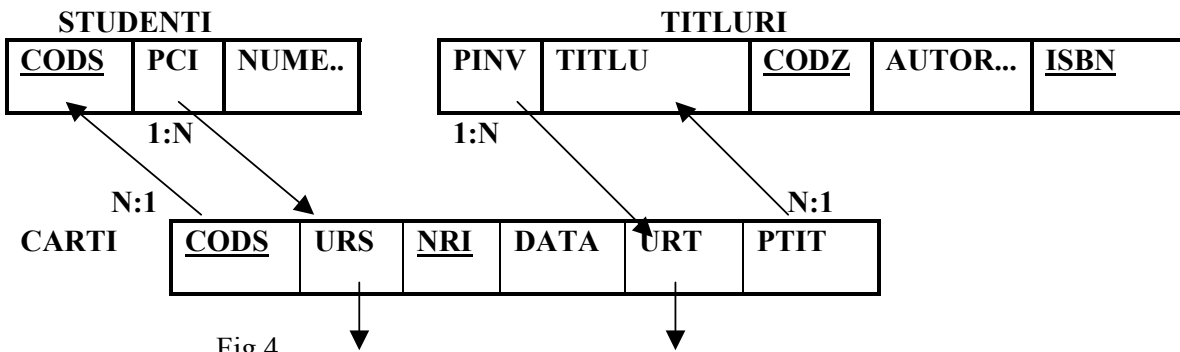 STUDENTI TITLURI
CODS PCI NUME.. PINV TITLU CODZ AUTOR... ISBN
1:N 1:N
N:1 N:1
CARTI CODS URS NRI DATA URT PTIT
Fig 4